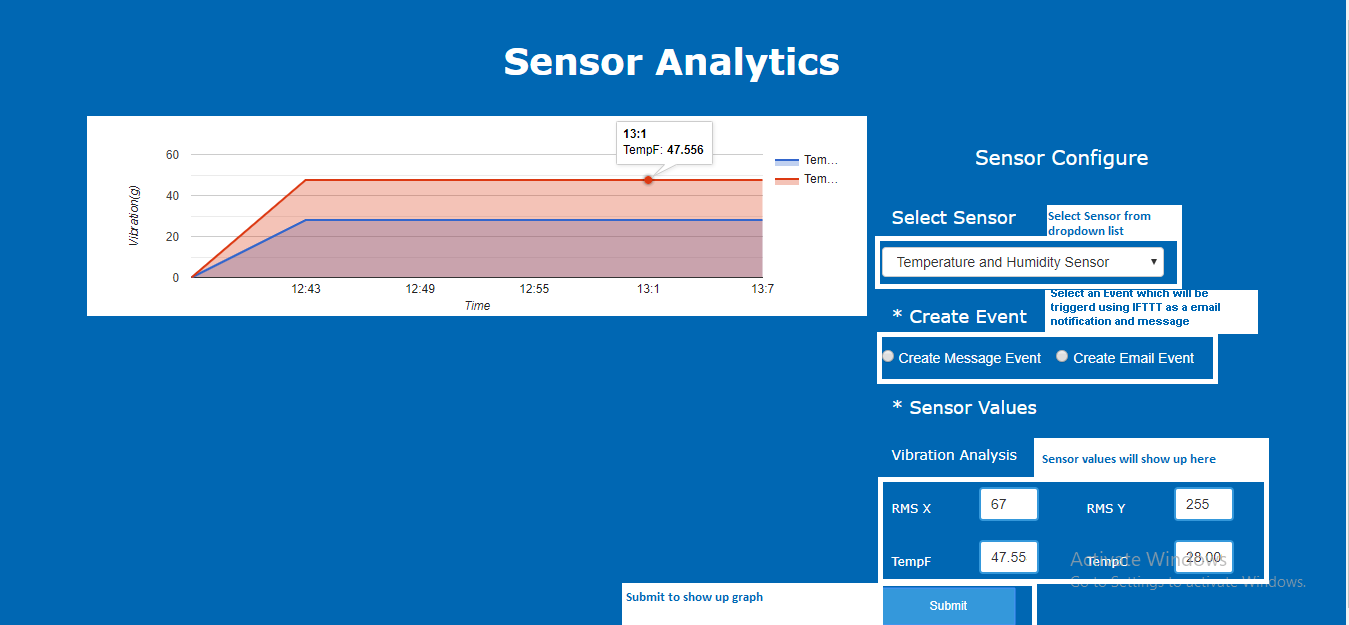 Sensor Analytics
13:1
TempF: 47.556
60
40
20
0
Vibration(g)
12:43
12:49
12:55
13:1
13:7
Time
Tem...
Tem...
Sensor Configure
Select Sensor
Select Sensor from
dropdown list
Temperature and Humidity Sensor
* Create Event
Select an Event which will be
triggerd using IFTTT as a email
notification and message
Create Message Event
Create Email Event
* Sensor Values
Vibration Analysis
Sensor values will show up here
RMS X
67
RMS Y
255
TempF
47.55
TempC
28.00
Activate Windows
Go to Settings to activate Windows.
Submit to show up graph
Submit